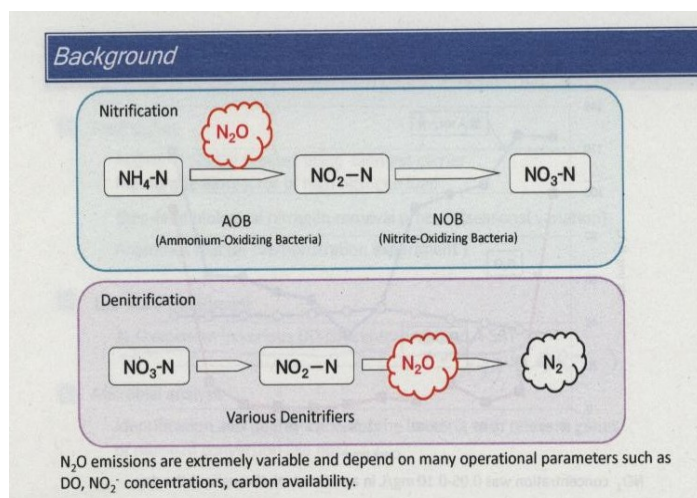 Background
Nitrification
N₂O
NH₄-N
NO₂–N
NO₃-N
AOB
(Ammonium-Oxidizing Bacteria)
NOB
(Nitrite-Oxidizing Bacteria)
Denitrification
NO₃-N
NO₂–N
N₂O
N₂
Various Denitrifiers
N₂O emissions are extremely variable and depend on many operational parameters such as
DO, NO₂⁻ concentrations, carbon availability.